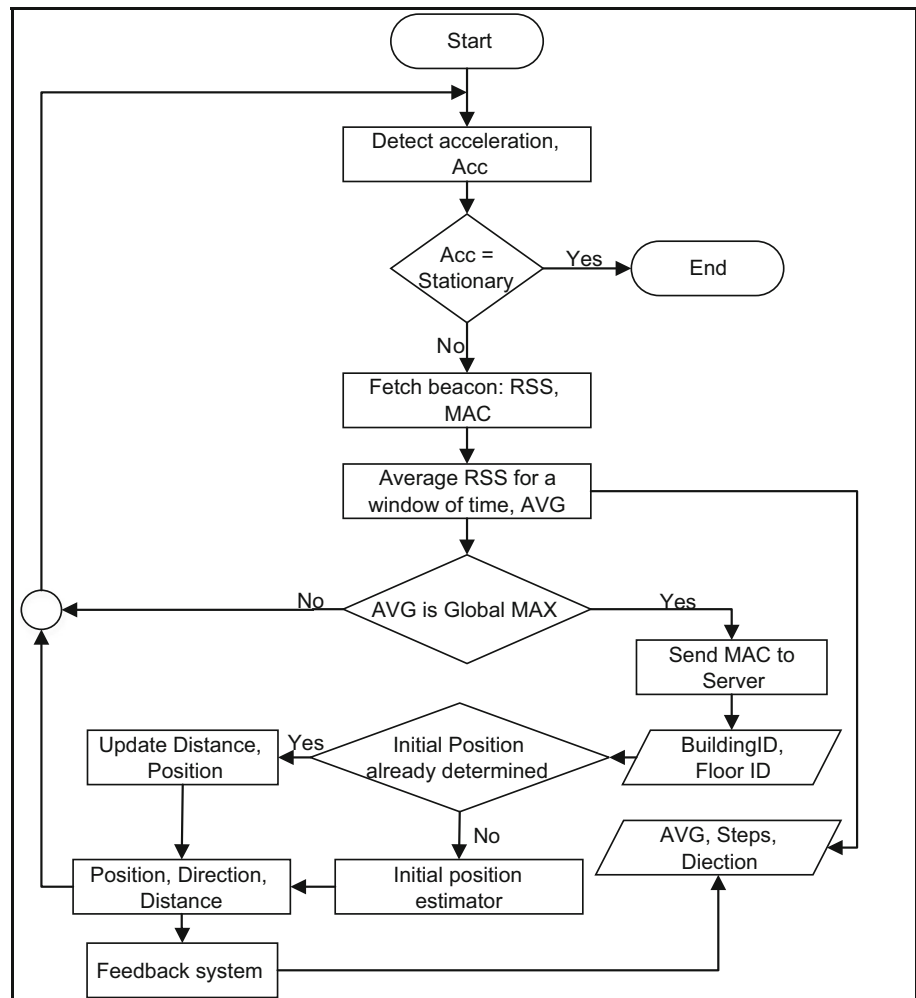 Start
Detect acceleration,
Acc
Acc =
Stationary
Yes
End
No
Fetch beacon: RSS,
MAC
Average RSS for a
window of time, AVG
No
AVG is Global MAX
Yes
Send MAC to
Server
Update Distance,
Position
Yes
Initial Position
already determined
BuildingID,
Floor ID
No
AVG, Steps,
Diection
Position, Direction,
Distance
Initial position
estimator
Feedback system